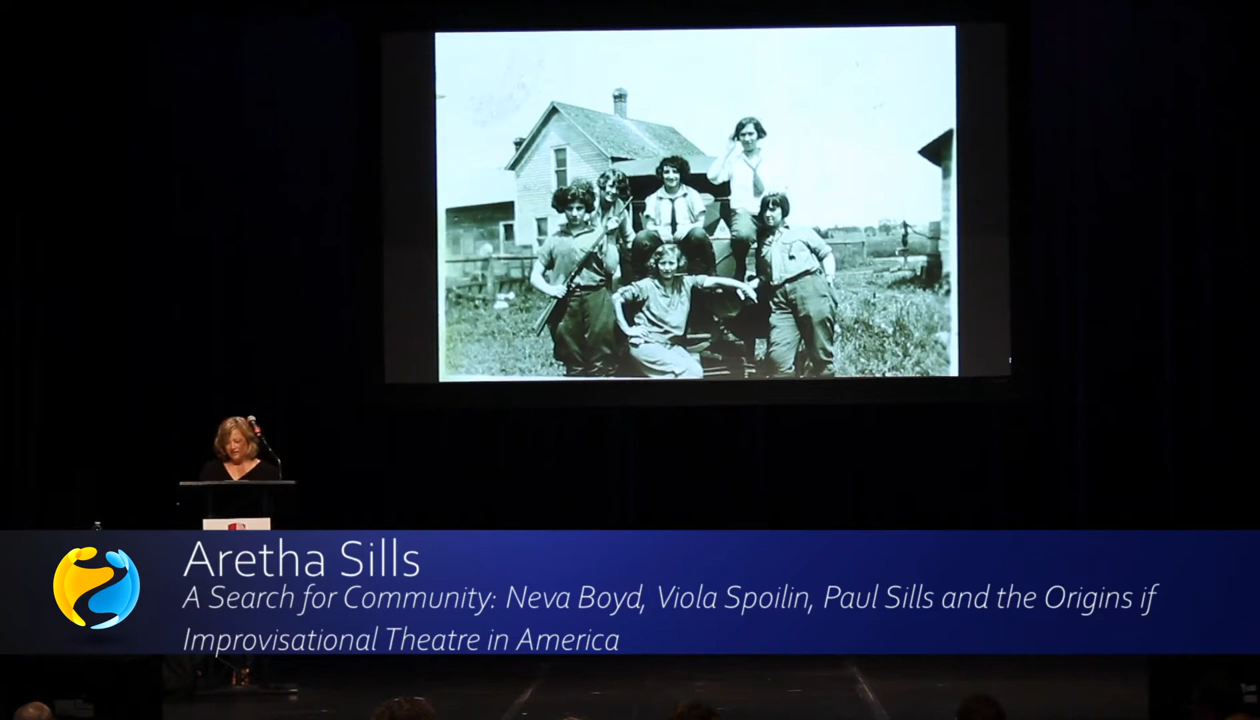 Aretha Sills
A Search for Community: Neva Boyd, Viola Spoilin, Paul Sills and the Origins if
Improvisational Theatre in America